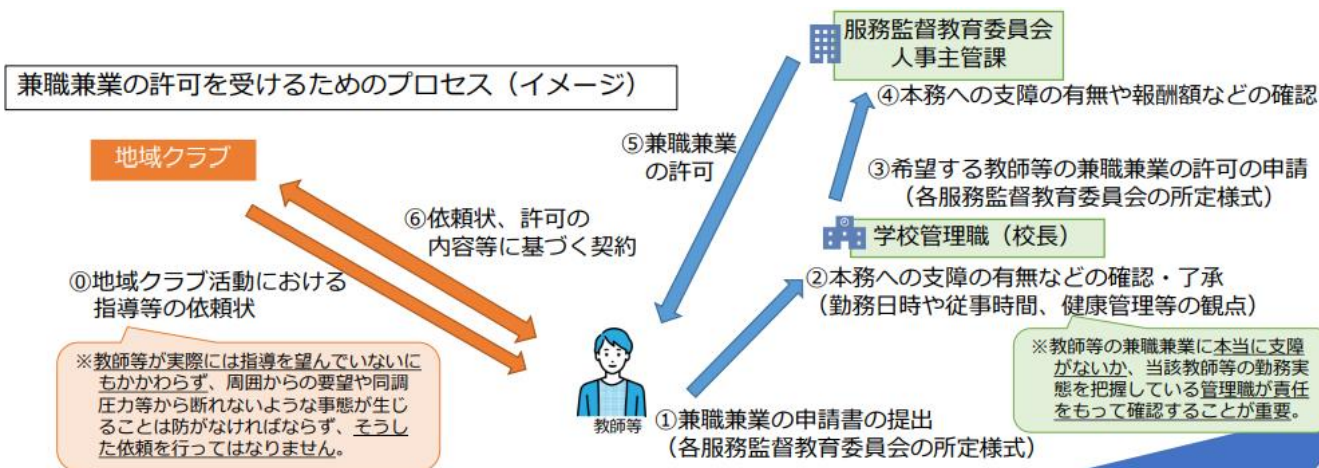 兼職兼業の許可を受けるためのプロセス（イメージ）
服務監督教育委員会
人事主管課
④本務への支障の有無や報酬額などの確認
地域クラブ
⑤兼職兼業
の許可
③希望する教師等の兼職兼業の許可の申請
（各服務監督教育委員会の所定様式）
⑥依頼状、許可の
内容等に基づく契約
学校管理職（校長）
⓪地域クラブ活動における
指導等の依頼状
②本務への支障の有無などの確認・了承
（勤務日時や従事時間、健康管理等の観点）
※教師等が実際には指導を望んでいないに
もかかわらず、周囲からの要望や同調
圧力等から断れないような事態が生じ
ることは防がなければならず、そうし
た依頼を行ってはなりません。
※教師等の兼職兼業に本当に支障
がないか、当該教師等の勤務実
態を把握している管理職が責任
をもって確認することが重要。
教師等
①兼職兼業の申請書の提出
（各服務監督教育委員会の所定様式）